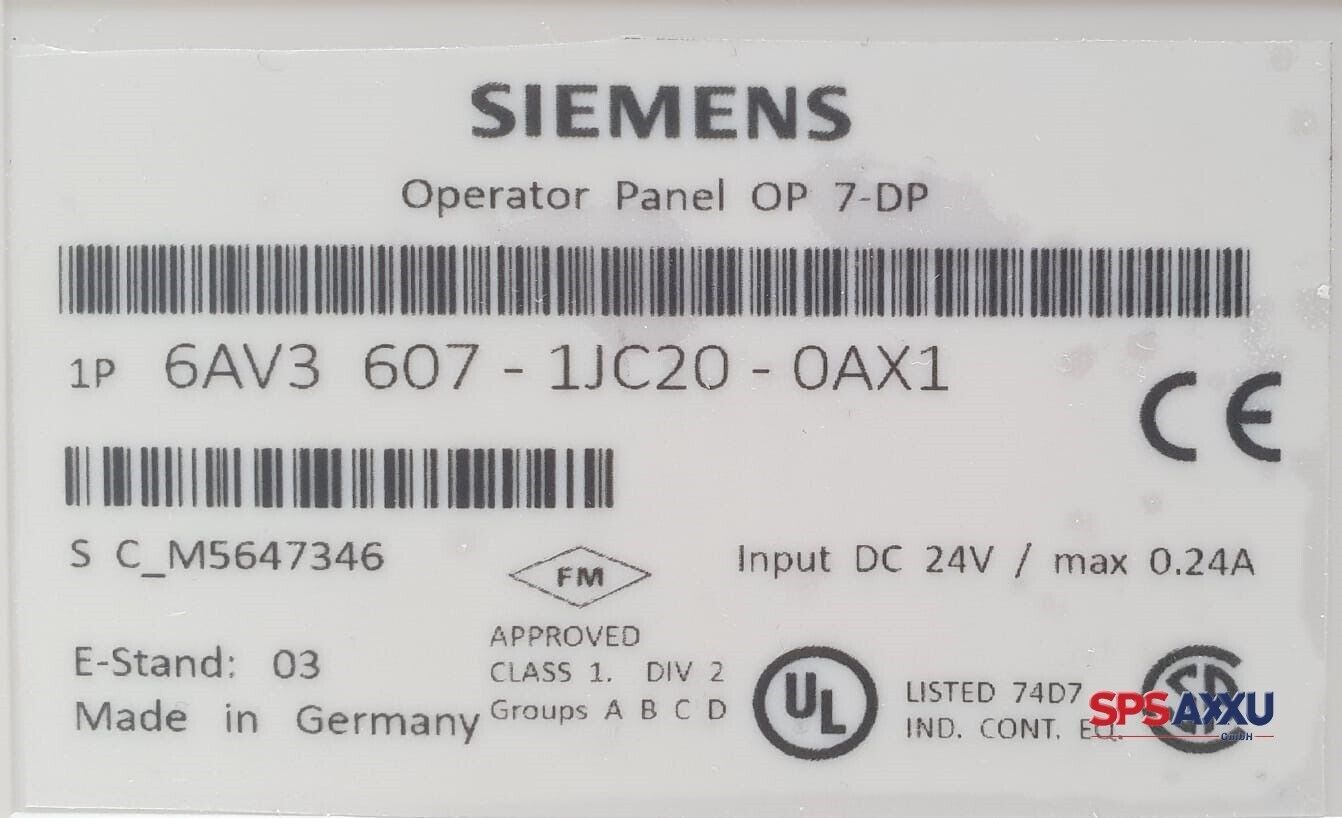 SIEMENS
Operator Panel OP 7-DP
1P 6AV3 607 - 1JC20 - 0AX1
CE
S C_M5647346
FM
Input DC 24V / max 0.24A
APPROVED
CLASS 1. DIV 2
Groups A B C D
E-Stand: 03
Made in Germany
UL
LISTED 74D7
IND. CONT. EQ.
SPSAXXU
GmbH